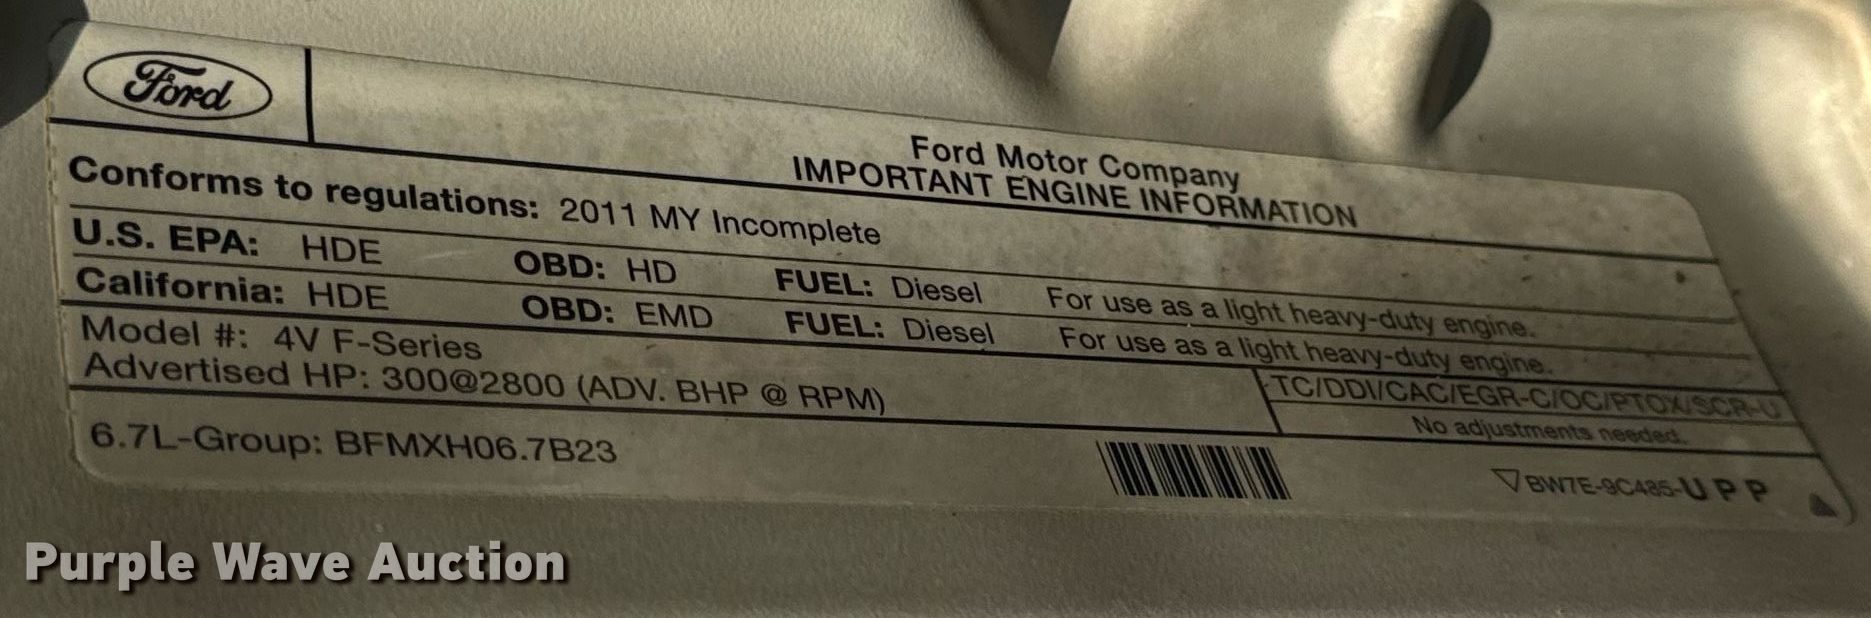 Ford
Ford Motor Company
IMPORTANT ENGINE INFORMATION
Conforms to regulations: 2011 MY Incomplete
U.S. EPA: HDE OBD: HD FUEL: Diesel For use as a light heavy-duty engine.
California: HDE OBD: EMD FUEL: Diesel For use as a light heavy-duty engine.
Model #: 4V F-Series
Advertised HP: 300@2800 (ADV. BHP @ RPM)
TC/DDI/CAC/EGR-C/OC/PTOX/SCR-U
No adjustments needed.
6.7L-Group: BFMXH06.7B23
BW7E-9C485-UPP
Purple Wave Auction